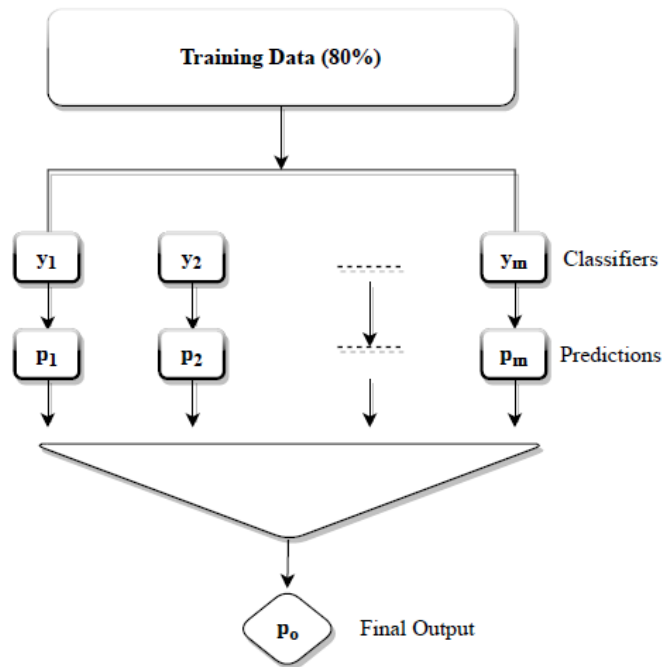 Training Data (80%)
y1 y2 ym Classifiers
p1 p2 pm Predictions
po Final Output